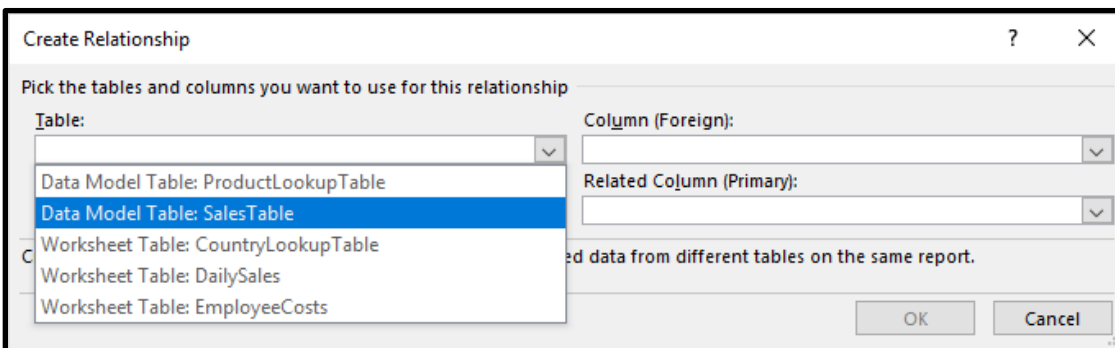 Create Relationship ?
Pick the tables and columns you want to use for this relationship
Table: Column (Foreign):
Data Model Table: ProductLookupTable Related Column (Primary):
Data Model Table: SalesTable
Worksheet Table: CountryLookupTable data from different tables on the same report.
Worksheet Table: DailySales
Worksheet Table: EmployeeCosts
OK Cancel